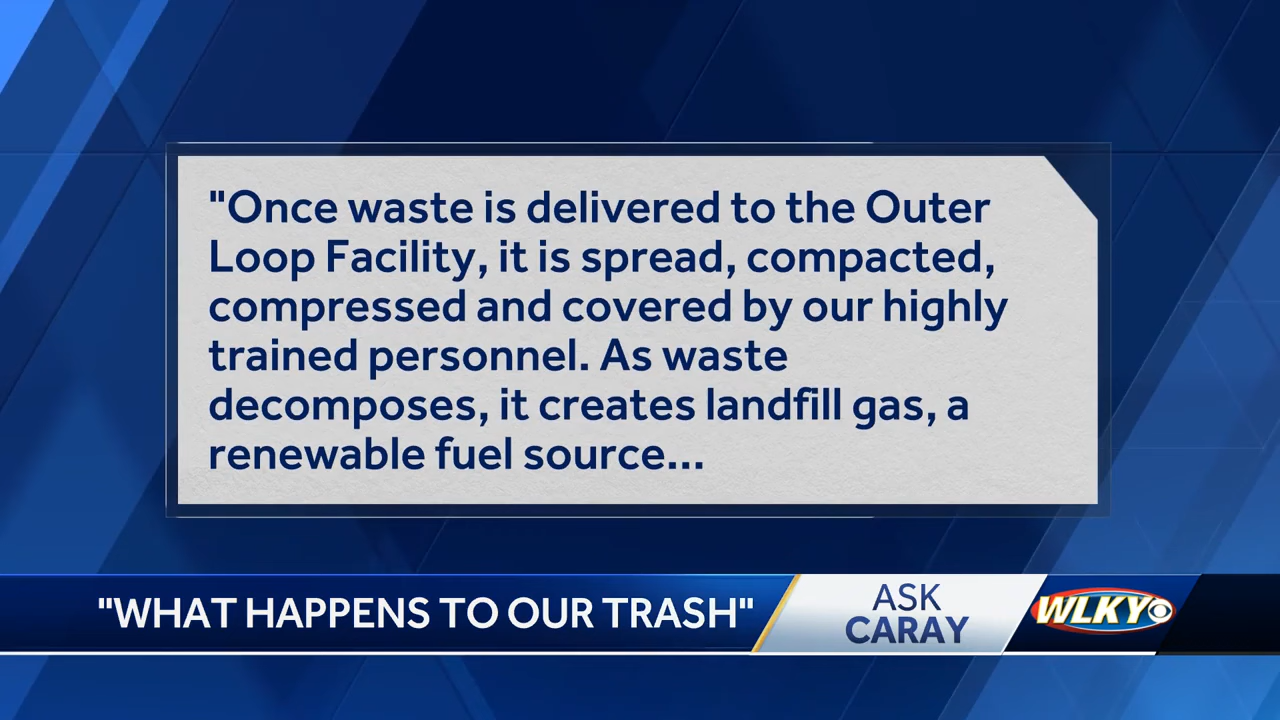 "Once waste is delivered to the Outer
Loop Facility, it is spread, compacted,
compressed and covered by our highly
trained personnel. As waste
decomposes, it creates landfill gas, a
renewable fuel source...
"WHAT HAPPENS TO OUR TRASH"
ASK
CARAY
WLKY